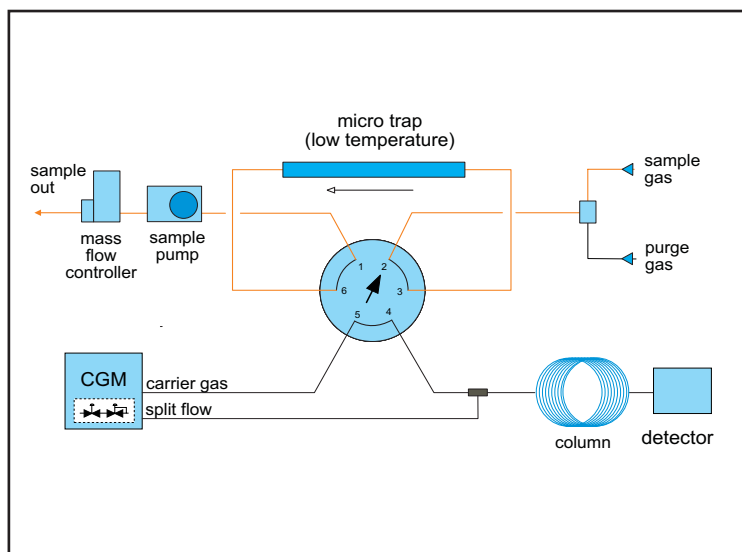 micro trap
(low temperature)
sample
out
sample
gas
mass
flow
controller
sample
pump
purge
gas
1
2
6
3
5
4
CGM
carrier gas
split flow
column
detector